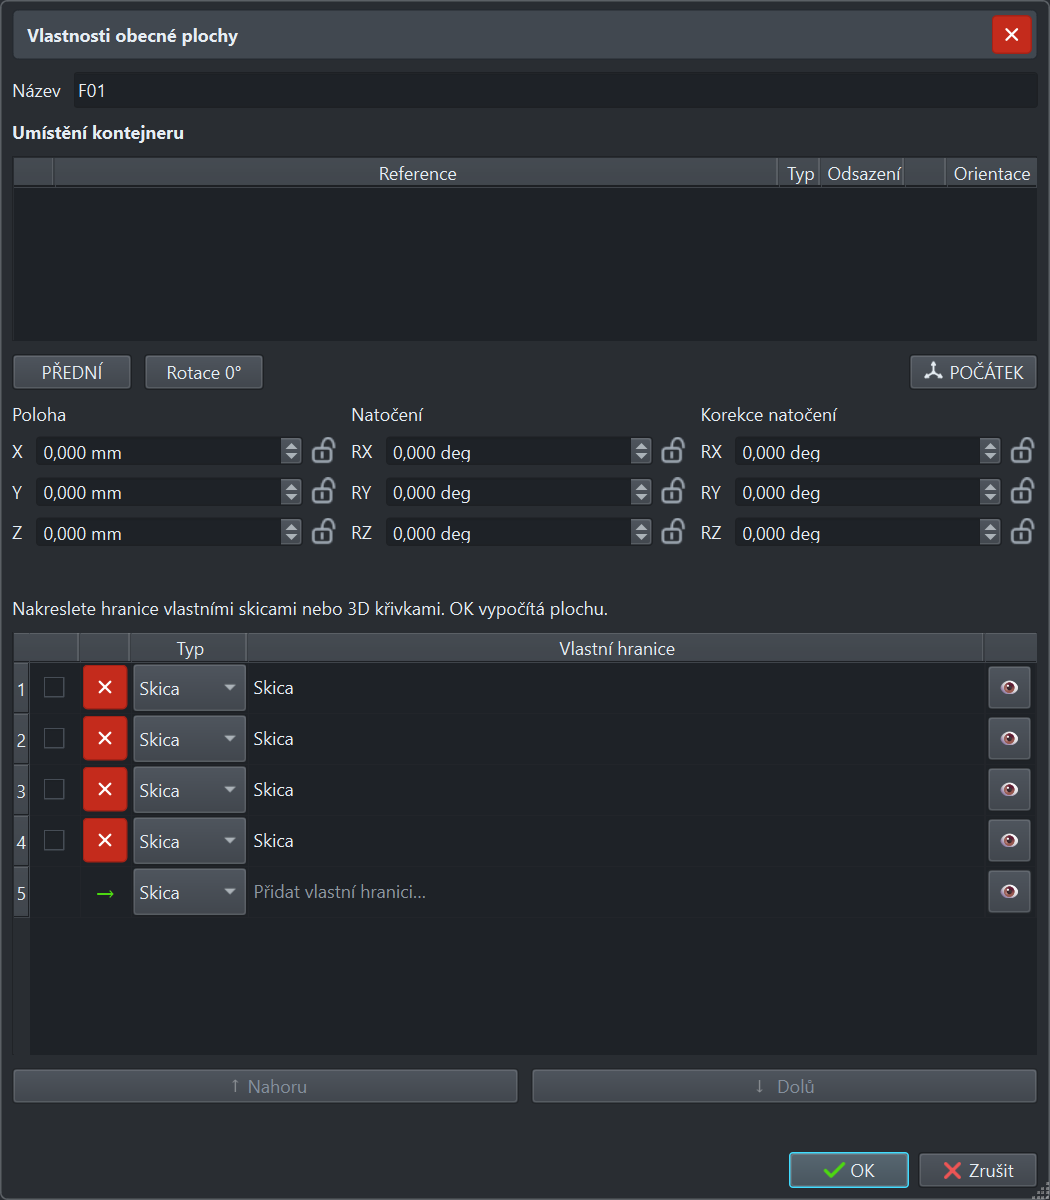 Vlastnosti obecné plochy
Název F01
Umístění kontejneru
Reference Typ Odsazení Orientace
PŘEDNÍ Rotace 0° POČÁTEK
Poloha Natočení Korekce natočení
X 0,000 mm RX 0,000 deg RX 0,000 deg
Y 0,000 mm RY 0,000 deg RY 0,000 deg
Z 0,000 mm RZ 0,000 deg RZ 0,000 deg
Nakreslete hranice vlastními skicami nebo 3D křivkami. OK vypočítá plochu.
Typ Vlastní hranice
1 Skica Skica
2 Skica Skica
3 Skica Skica
4 Skica Skica
5 → Skica Přidat vlastní hranici...
↑ Nahoru ↓ Dolů
OK Zrušit